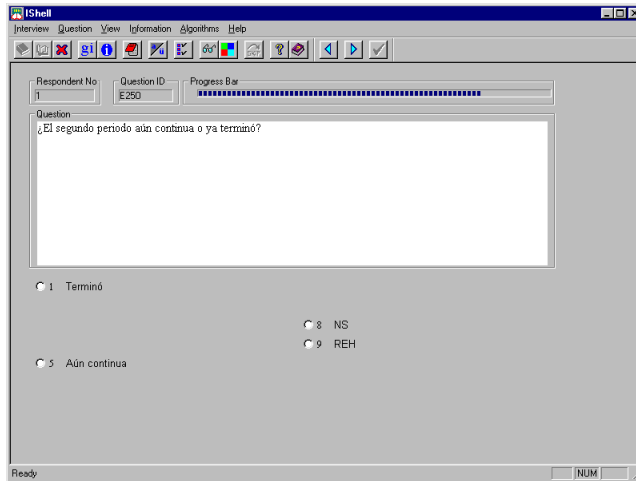 IShell
Interview Question View Information Algorithms Help
gi
Respondent No
Question ID
Progress Bar
1
E250
Question
¿El segundo periodo aún continua o ya terminó?
1 Terminó
8 NS
9 REH
5 Aún continua
Ready
NUM